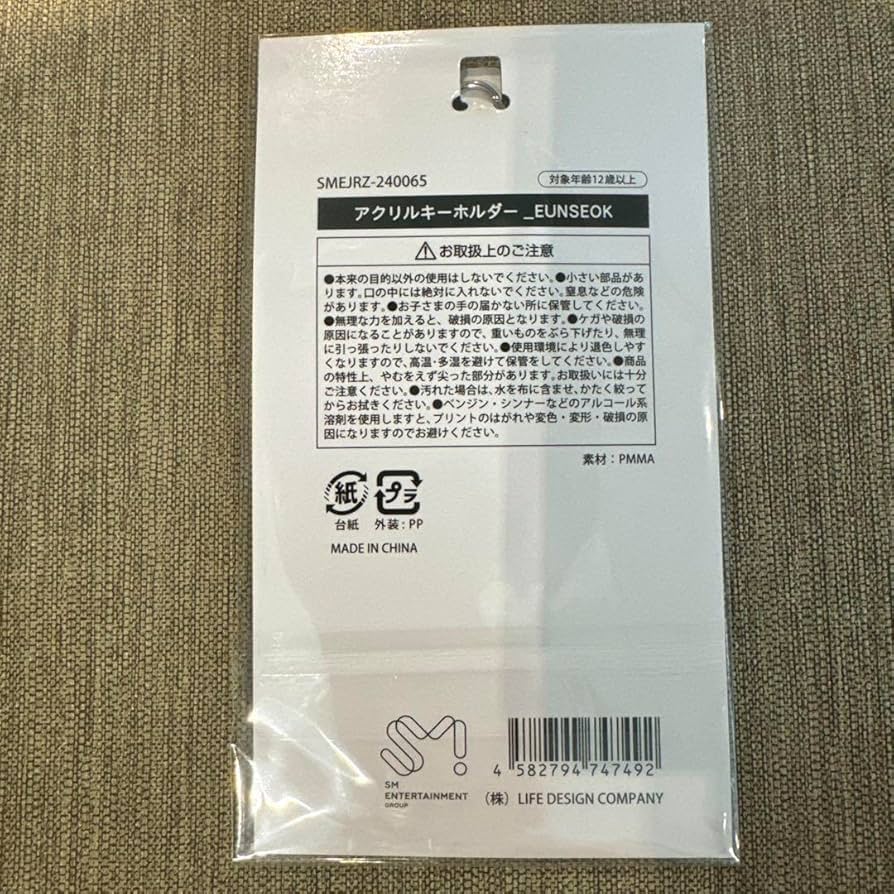 SMEJRZ-240065
対象年齢12歳以上
アクリルキーホルダー_EUNSEOK
⚠お取扱上のご注意
●本来の目的以外の使用はしないでください。●小さい部品があ
ります。口の中には絶対に入れないでください。窒息などの危険
があります。●お子さまの手の届かない所に保管してください。
●無理な力を加えると、破損の原因となります。●ケガや破損の
原因になることがありますので、重いものをぶら下げたり、無理
に引っ張ったりしないでください。●使用環境により退色しやす
くなりますので、高温・多湿を避けて保管をしてください。●商品
の特性上、やむをえず尖った部分があります。お取扱いには十分
ご注意ください。●汚れた場合は、水を布に含ませ、かたく絞って
からお拭きください。●ベンジン・シンナーなどのアルコール系
溶剤を使用しますと、プリントのはがれや変色・変形・破損の原
因になりますのでお避けください。
素材:PMMA
紙 プラ
台紙 外装:PP
MADE IN CHINA
SM
SM
ENTERTAINMENT
GROUP
4 582794 747492
(株) LIFE DESIGN COMPANY